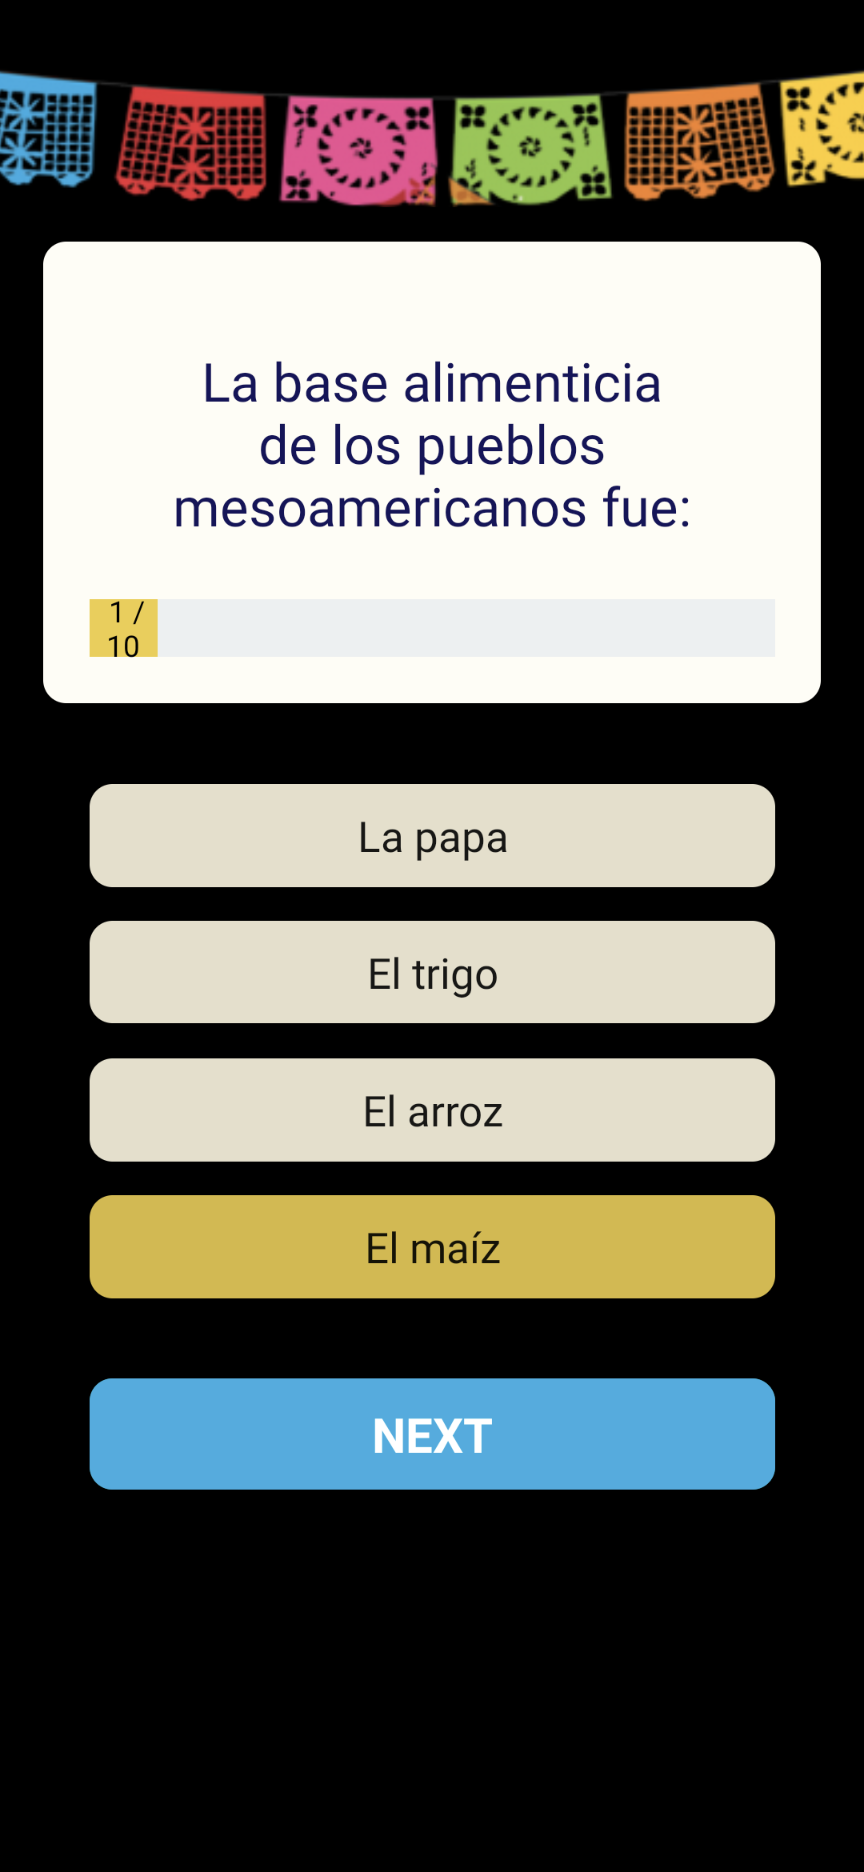 La base alimenticia
de los pueblos
mesoamericanos fue:
1 /
10
La papa
El trigo
El arroz
El maíz
NEXT